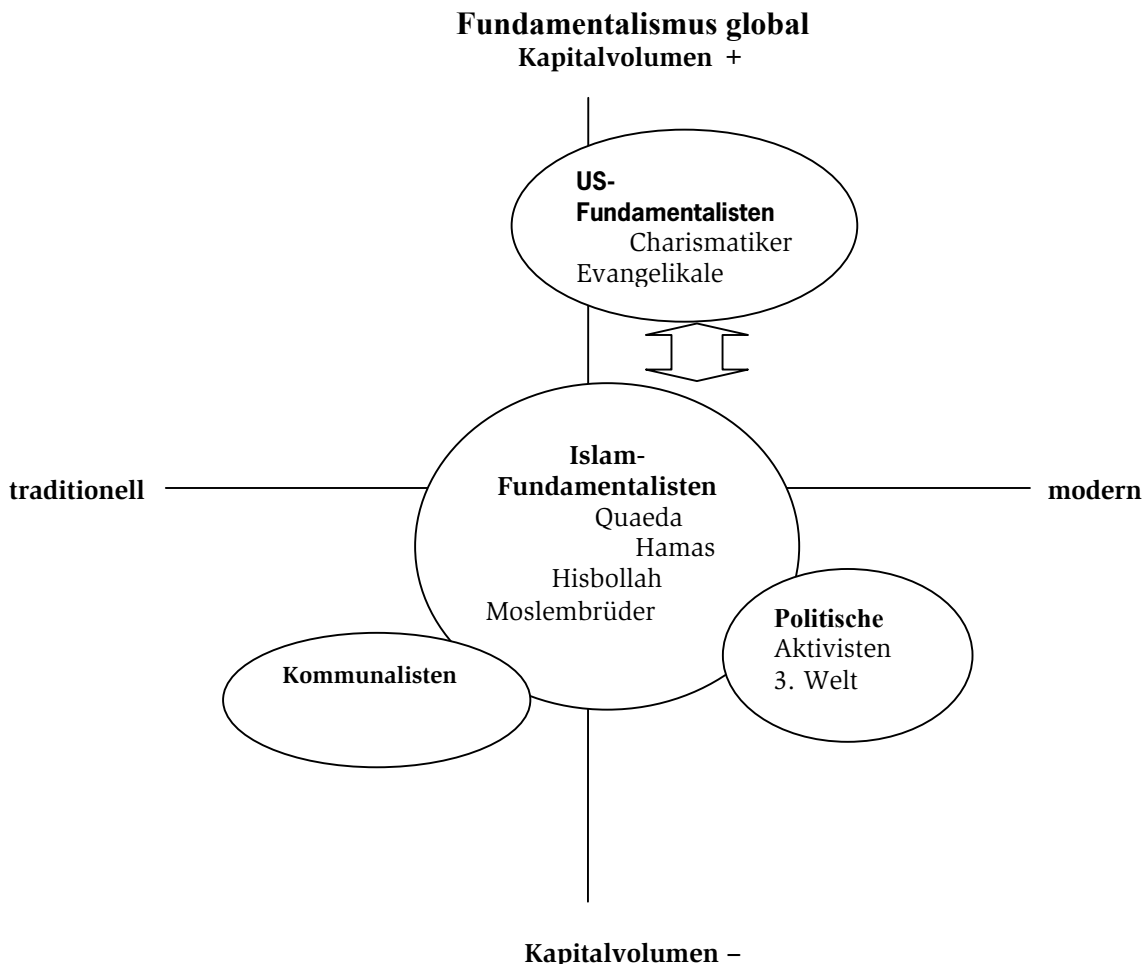 Fundamentalismus global
Kapitalvolumen +
US-
Fundamentalisten
Charismatiker
Evangelikale
traditionell
modern
Islam-
Fundamentalisten
Quaeda
Hamas
Hisbollah
Moslembrüder
Kommunalisten
Politische
Aktivisten
3. Welt
Kapitalvolumen –